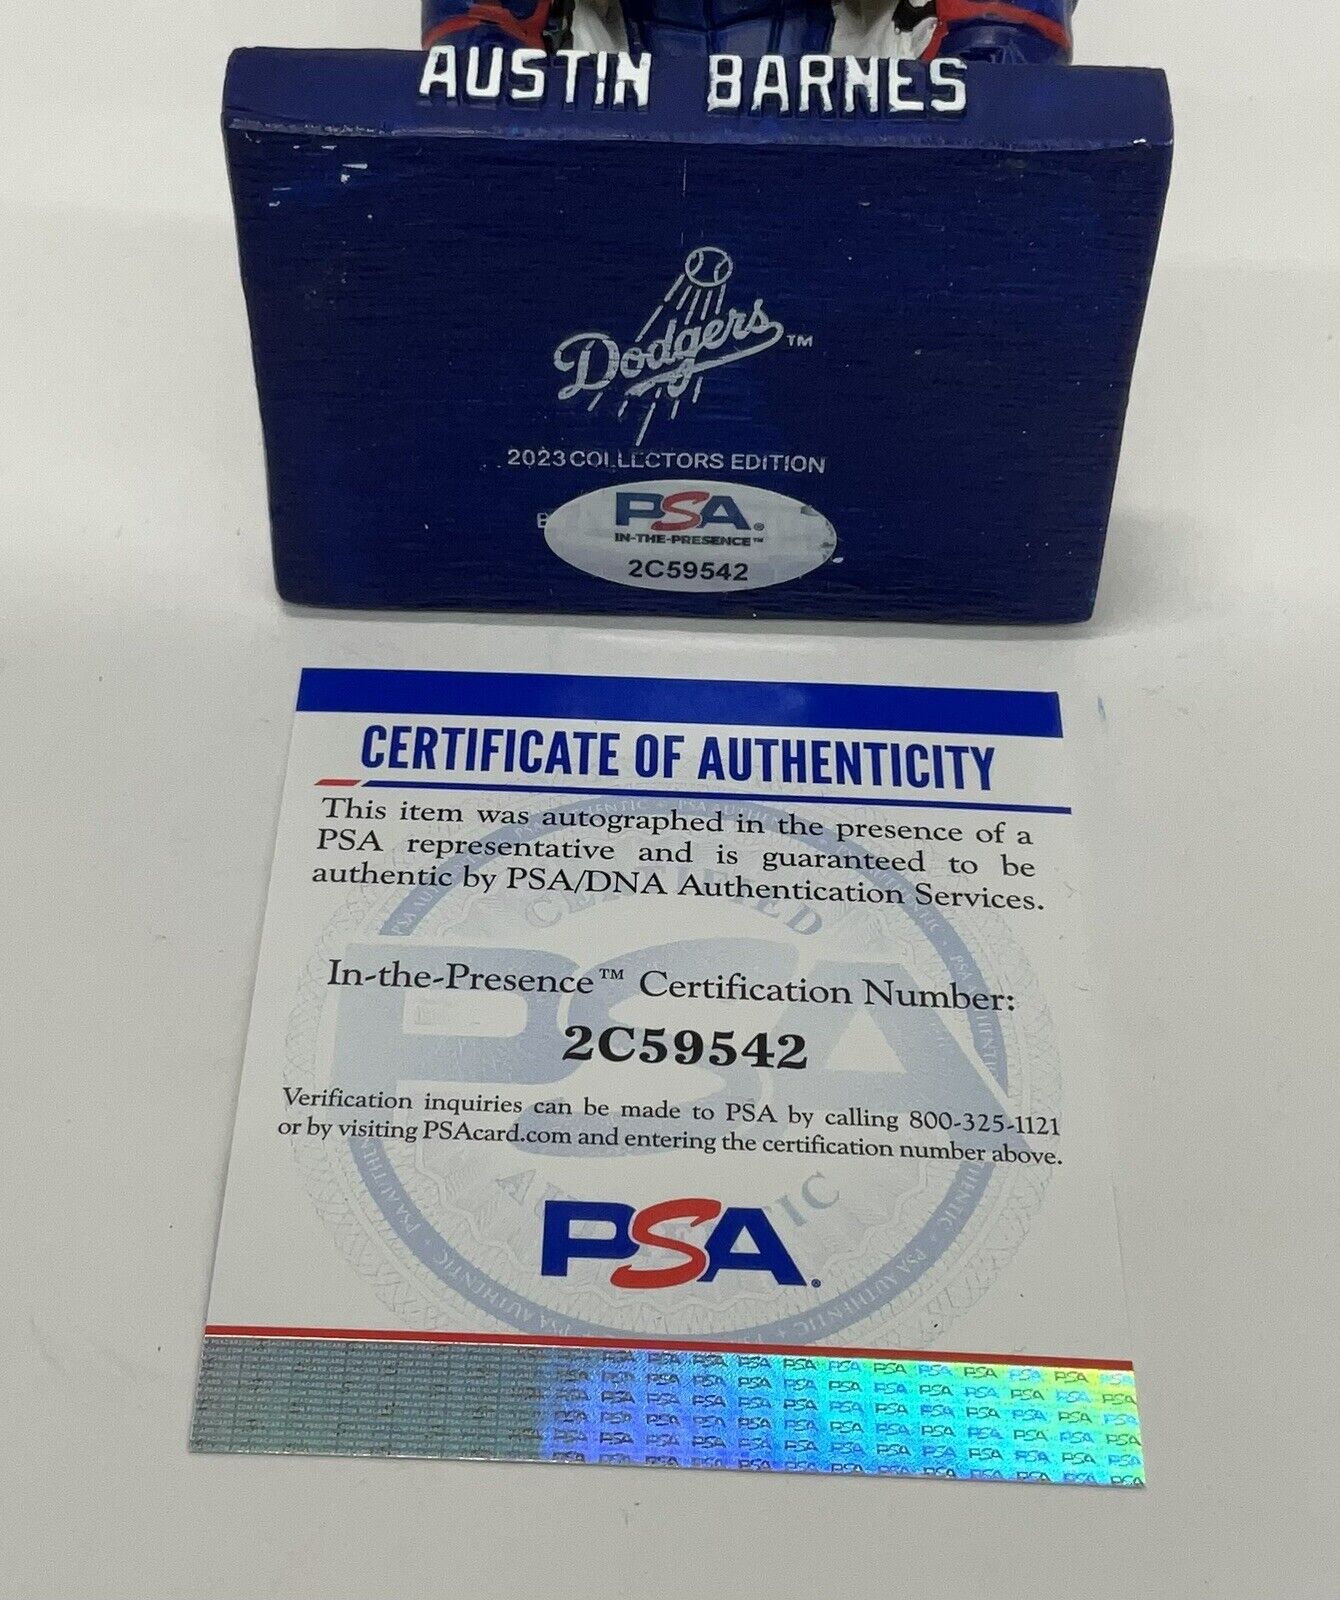 AUSTIN BARNES
Dodgers™
2023 COLLECTORS EDITION
PSA®
IN-THE-PRESENCE™
2C59542
CERTIFICATE OF AUTHENTICITY
This item was autographed in the presence of a
PSA representative and is guaranteed to be
authentic by PSA/DNA Authentication Services.
In-the-Presence™ Certification Number:
2C59542
Verification inquiries can be made to PSA by calling 800-325-1121
or by visiting PSAcard.com and entering the certification number above.
PSA®